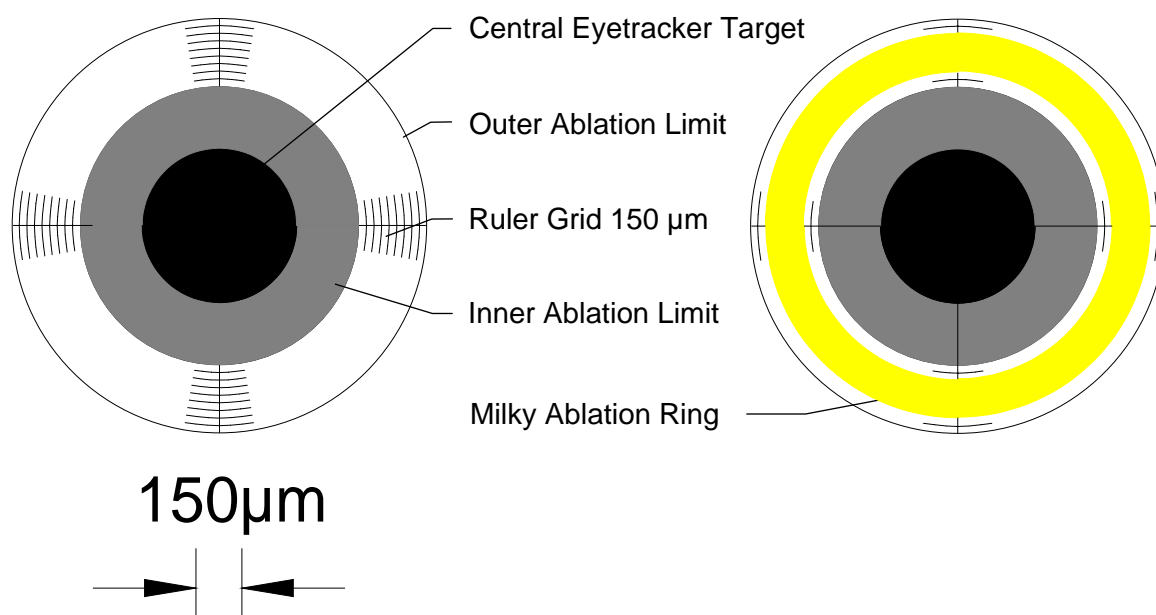 Central Eyetracker Target
Outer Ablation Limit
Ruler Grid 150 µm
Inner Ablation Limit
Milky Ablation Ring
150µm